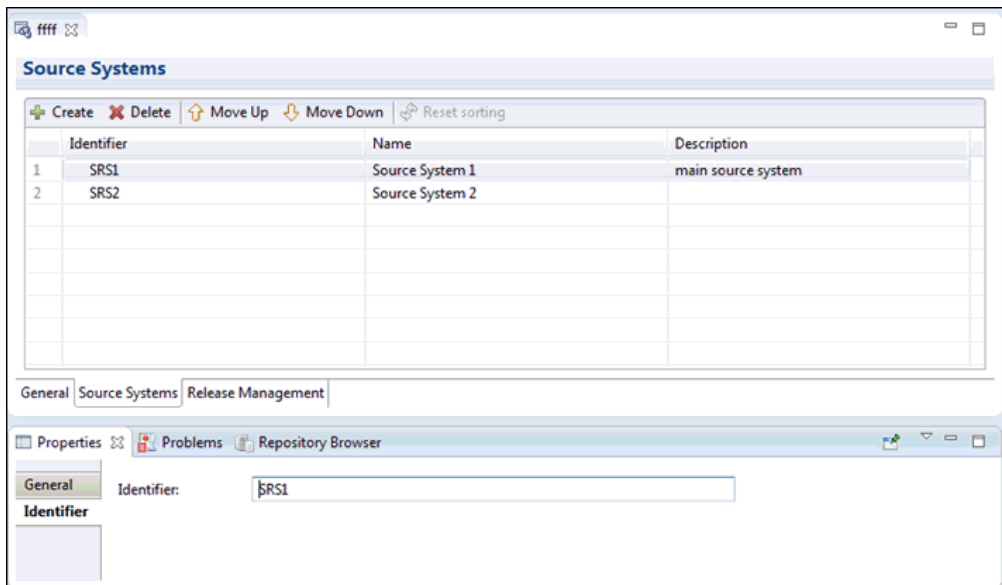 ffff
Source Systems
Create Delete Move Up Move Down Reset sorting
Identifier Name Description
1 SRS1 Source System 1 main source system
2 SRS2 Source System 2
General Source Systems Release Management
Properties Problems Repository Browser
General
Identifier: SRS1
Identifier